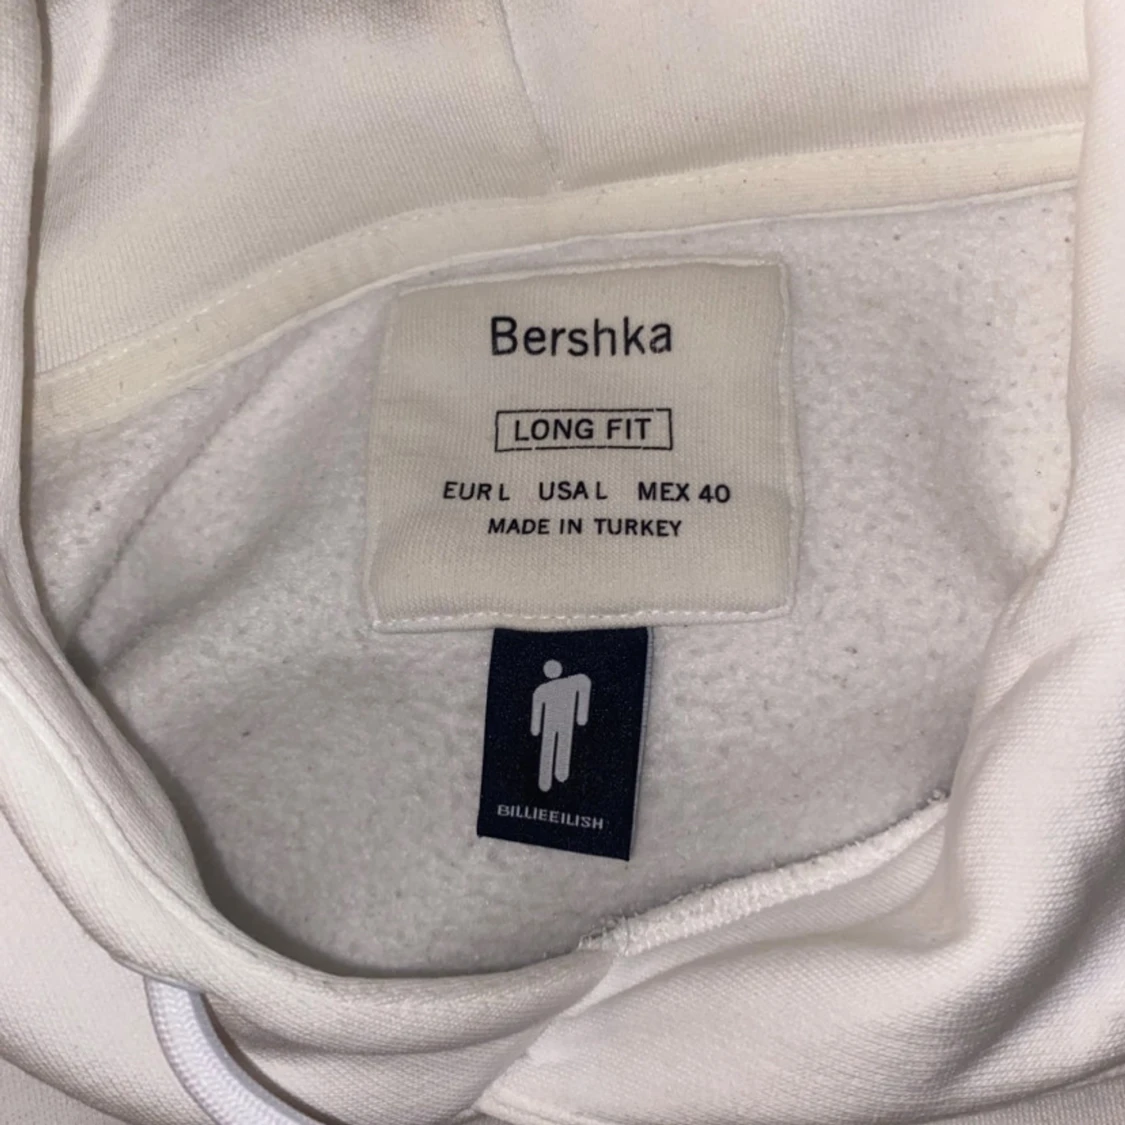 Bershka
LONG FIT
EUR L USA L MEX 40
MADE IN TURKEY
BILLIEEILISH